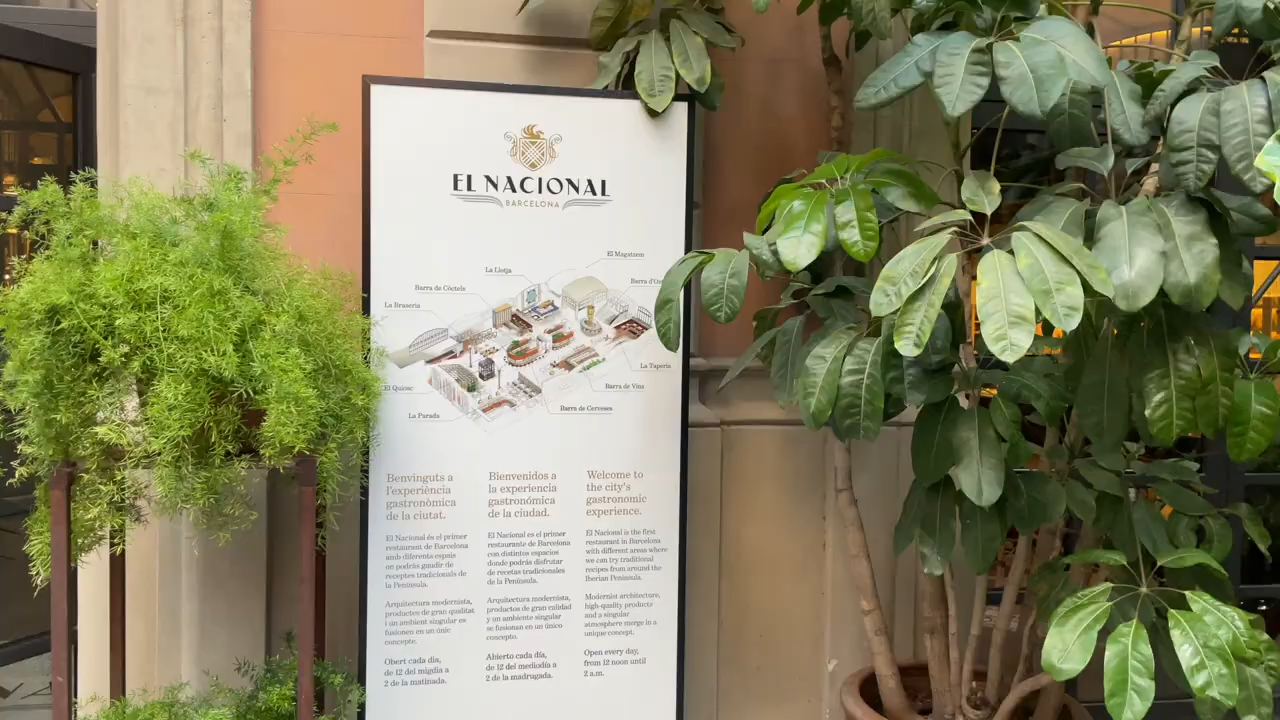 EL NACIONAL
BARCELONA
El Magatzem
La Llotja
Barra de Còctels
La Braseria
La Taperia
El Quiosc
Barra de Vins
La Parada
Barra de Cerveses
Benvinguts a
l'experiència
gastronòmica
de la ciutat.
El Nacional és el primer
restaurant de Barcelona
amb diferents espais
on podràs gaudir de
receptes tradicionals de
la Península.
Arquitectura modernista,
productes de gran qualitat
i un ambient singular es
fusionen en un únic
concepte.
Obert cada dia,
de 12 del migdia a
2 de la matinada.
Bienvenidos a
la experiencia
gastronómica
de la ciudad.
El Nacional es el primer
restaurante de Barcelona
con distintos espacios
donde podrás disfrutar
de recetas tradicionales
de la Península.
Arquitectura modernista,
productos de gran calidad
y un ambiente singular
se fusionan en un único
concepto.
Abierto cada día,
de 12 del mediodía a
2 de la madrugada.
Welcome to
the city's
gastronomic
experience.
El Nacional is the first
restaurant in Barcelona
with different areas where
we can try traditional
recipes from around the
Iberian Peninsula.
Modernist architecture,
high-quality products
and a singular
atmosphere merge in a
unique concept.
Open every day,
from 12 noon until
2 a.m.